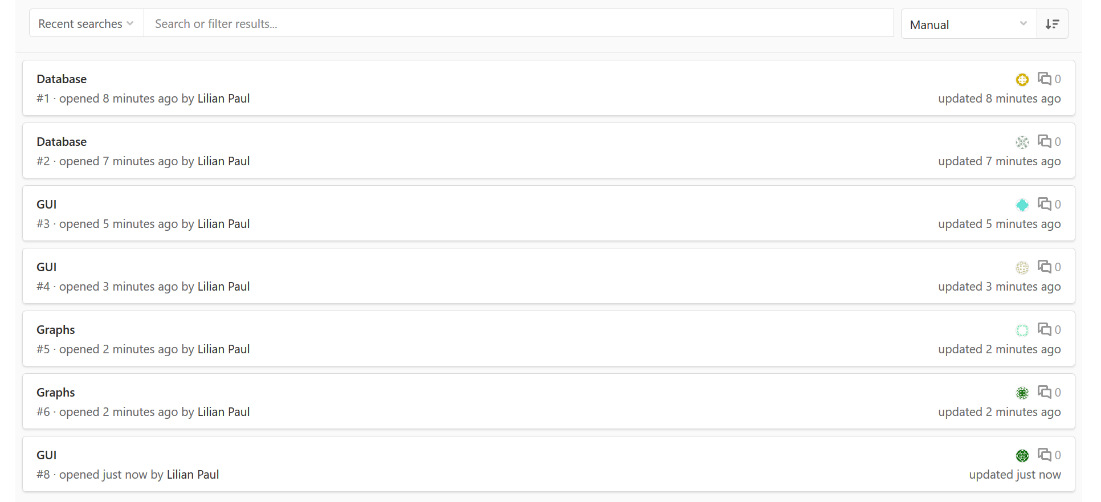 Recent searches Search or filter results... Manual
Database 0
#1 · opened 8 minutes ago by Lilian Paul updated 8 minutes ago
Database 0
#2 · opened 7 minutes ago by Lilian Paul updated 7 minutes ago
GUI 0
#3 · opened 5 minutes ago by Lilian Paul updated 5 minutes ago
GUI 0
#4 · opened 3 minutes ago by Lilian Paul updated 3 minutes ago
Graphs 0
#5 · opened 2 minutes ago by Lilian Paul updated 2 minutes ago
Graphs 0
#6 · opened 2 minutes ago by Lilian Paul updated 2 minutes ago
GUI 0
#8 · opened just now by Lilian Paul updated just now